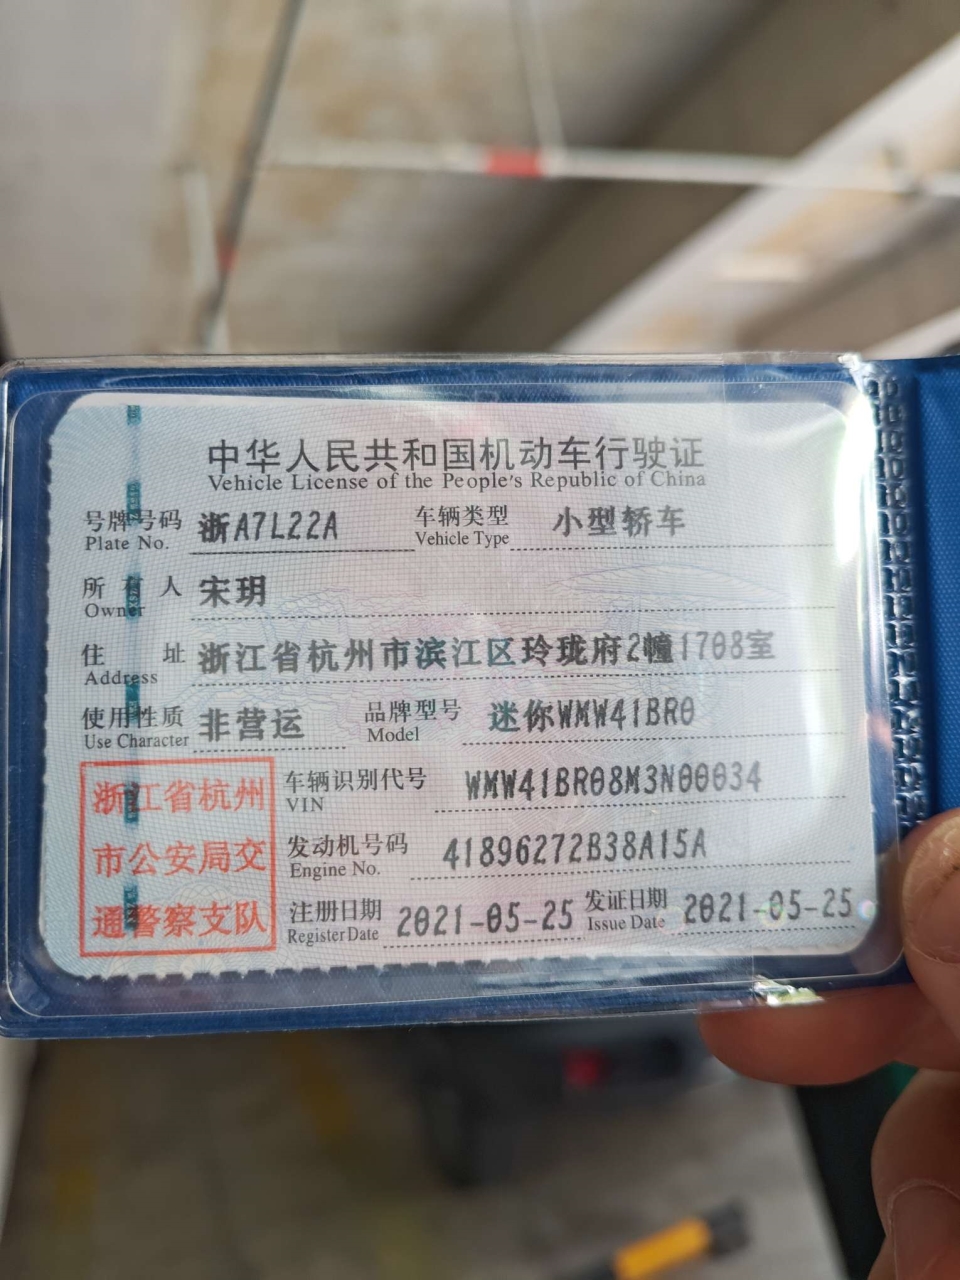 中华人民共和国机动车行驶证
Vehicle License of the People's Republic of China
号牌号码 浙A7L22A 车辆类型 小型轿车
Plate No. Vehicle Type
所有人 宋玥
Owner
住址 浙江省杭州市滨江区玲珑府2幢1708室
Address
使用性质 非营运 品牌型号 迷你WMW41BR0
Use Character Model
浙江省杭州
市公安局交
通警察支队
车辆识别代号 WMW41BR08M3N00034
VIN
发动机号码 41896272B38A15A
Engine No.
注册日期 2021-05-25 发证日期 2021-05-25
Register Date Issue Date